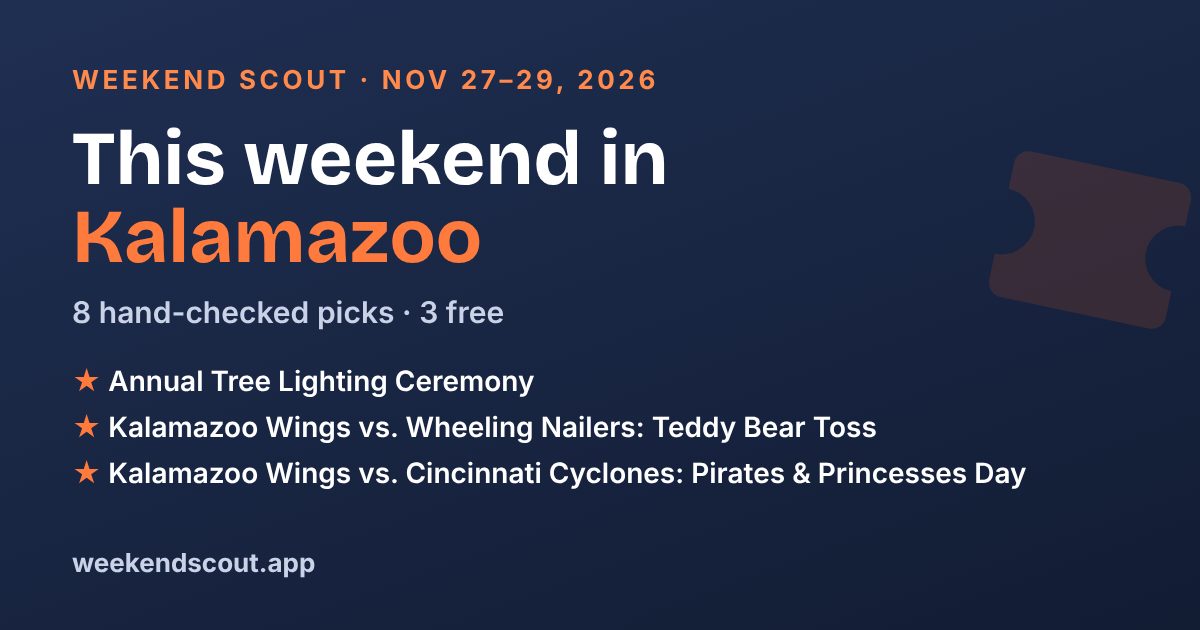 WEEKEND SCOUT · NOV 27–29, 2026
This weekend in
Kalamazoo
8 hand-checked picks · 3 free
★ Annual Tree Lighting Ceremony
★ Kalamazoo Wings vs. Wheeling Nailers: Teddy Bear Toss
★ Kalamazoo Wings vs. Cincinnati Cyclones: Pirates & Princesses Day
weekendscout.app